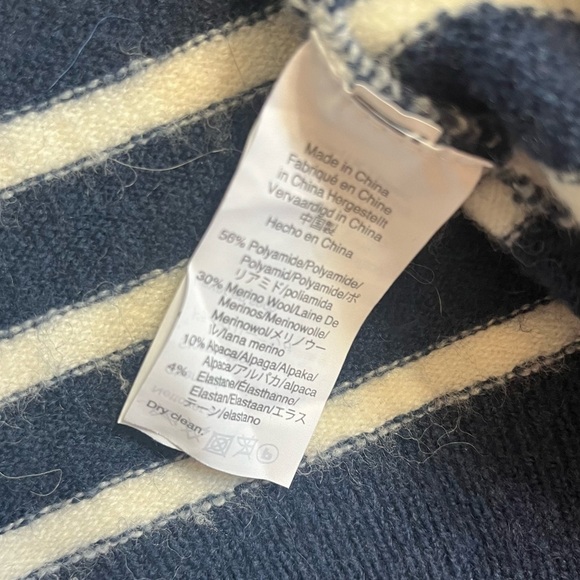 Made in China
Fabriqué en Chine
in China Hergestellt
Vervaardigd in China
中国製
Hecho en China
56% Polyamide/Polyamide/
Polyamid/Polyamide/ポ
リアミド/poliamida
30% Merino Wool/Laine De
Merinos/Merinowolle/
Merinowol/メリノウー
ル/lana merino
10% Alpaca/Alpaga/Alpaka/
Alpaca/アルパカ/alpaca
4% Elastane/Élasthanne/
Elastan/Elastaan/エラス
テーン/elastano
Dry clean